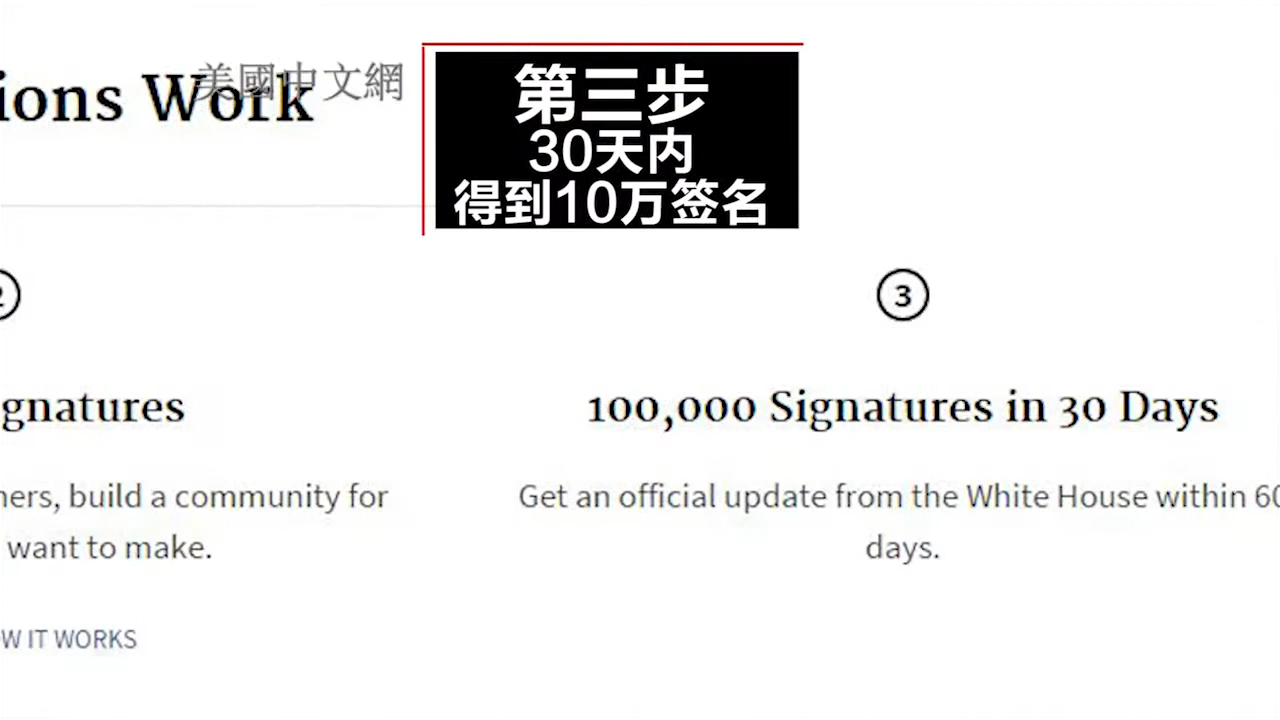 ions Work
美國中文網
第三步
30天内
得到10万签名
3
gnatures
100,000 Signatures in 30 Days
ners, build a community for
want to make.
Get an official update from the White House within 60
days.
W IT WORKS